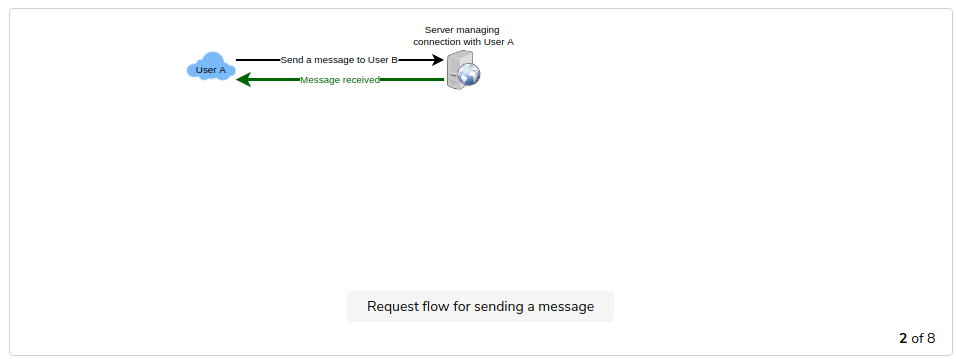 Server managing
connection with User A
User A
Send a message to User B
Message received
Request flow for sending a message
2 of 8